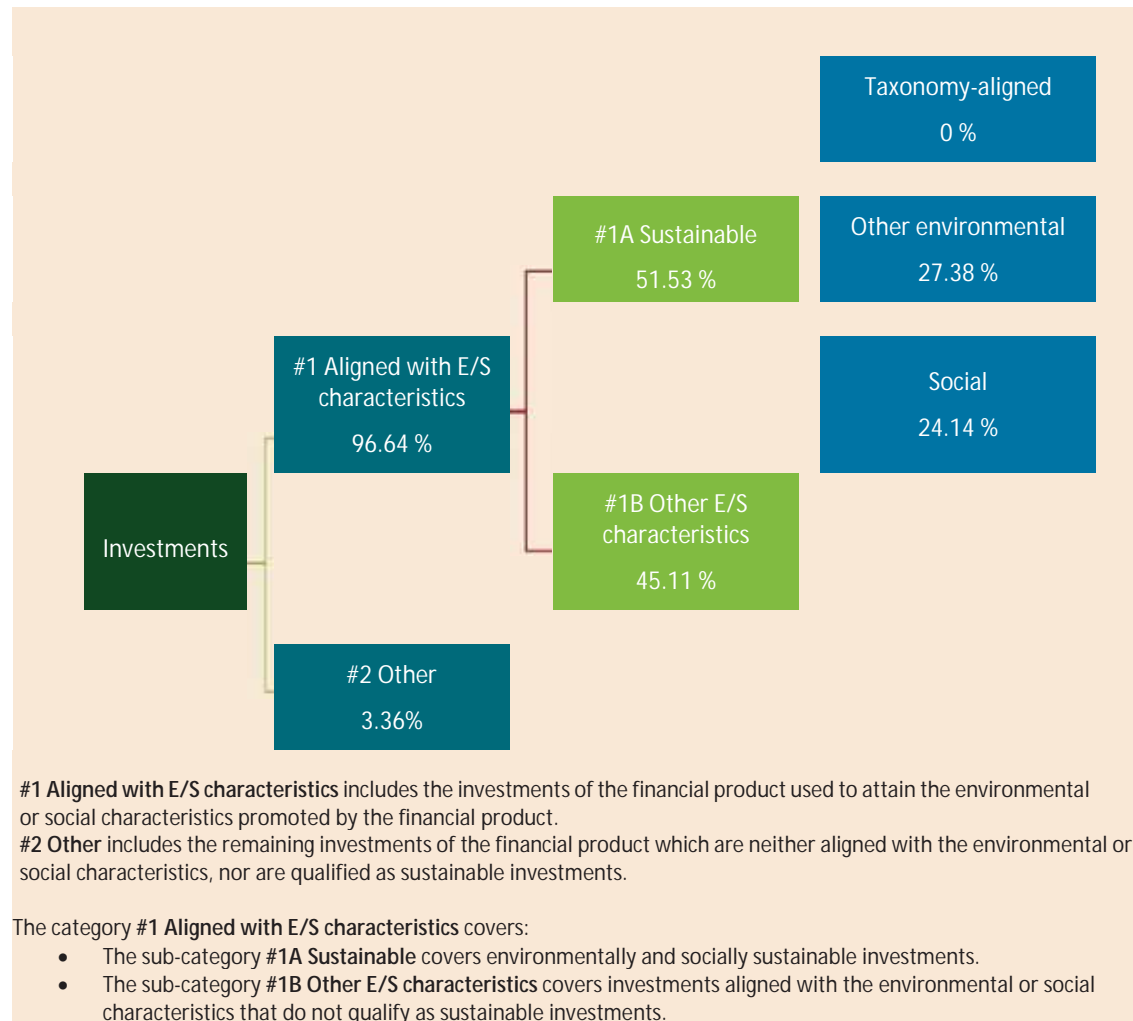 Taxonomy-aligned
0 %
#1A Sustainable
51.53 %
Other environmental
27.38 %
#1 Aligned with E/S
characteristics
96.64 %
Social
24.14 %
Investments
#1B Other E/S
characteristics
45.11 %
#2 Other
3.36%
#1 Aligned with E/S characteristics includes the investments of the financial product used to attain the environmental
or social characteristics promoted by the financial product.
#2 Other includes the remaining investments of the financial product which are neither aligned with the environmental or
social characteristics, nor are qualified as sustainable investments.
The category #1 Aligned with E/S characteristics covers:
• The sub-category #1A Sustainable covers environmentally and socially sustainable investments.
• The sub-category #1B Other E/S characteristics covers investments aligned with the environmental or social
characteristics that do not qualify as sustainable investments.